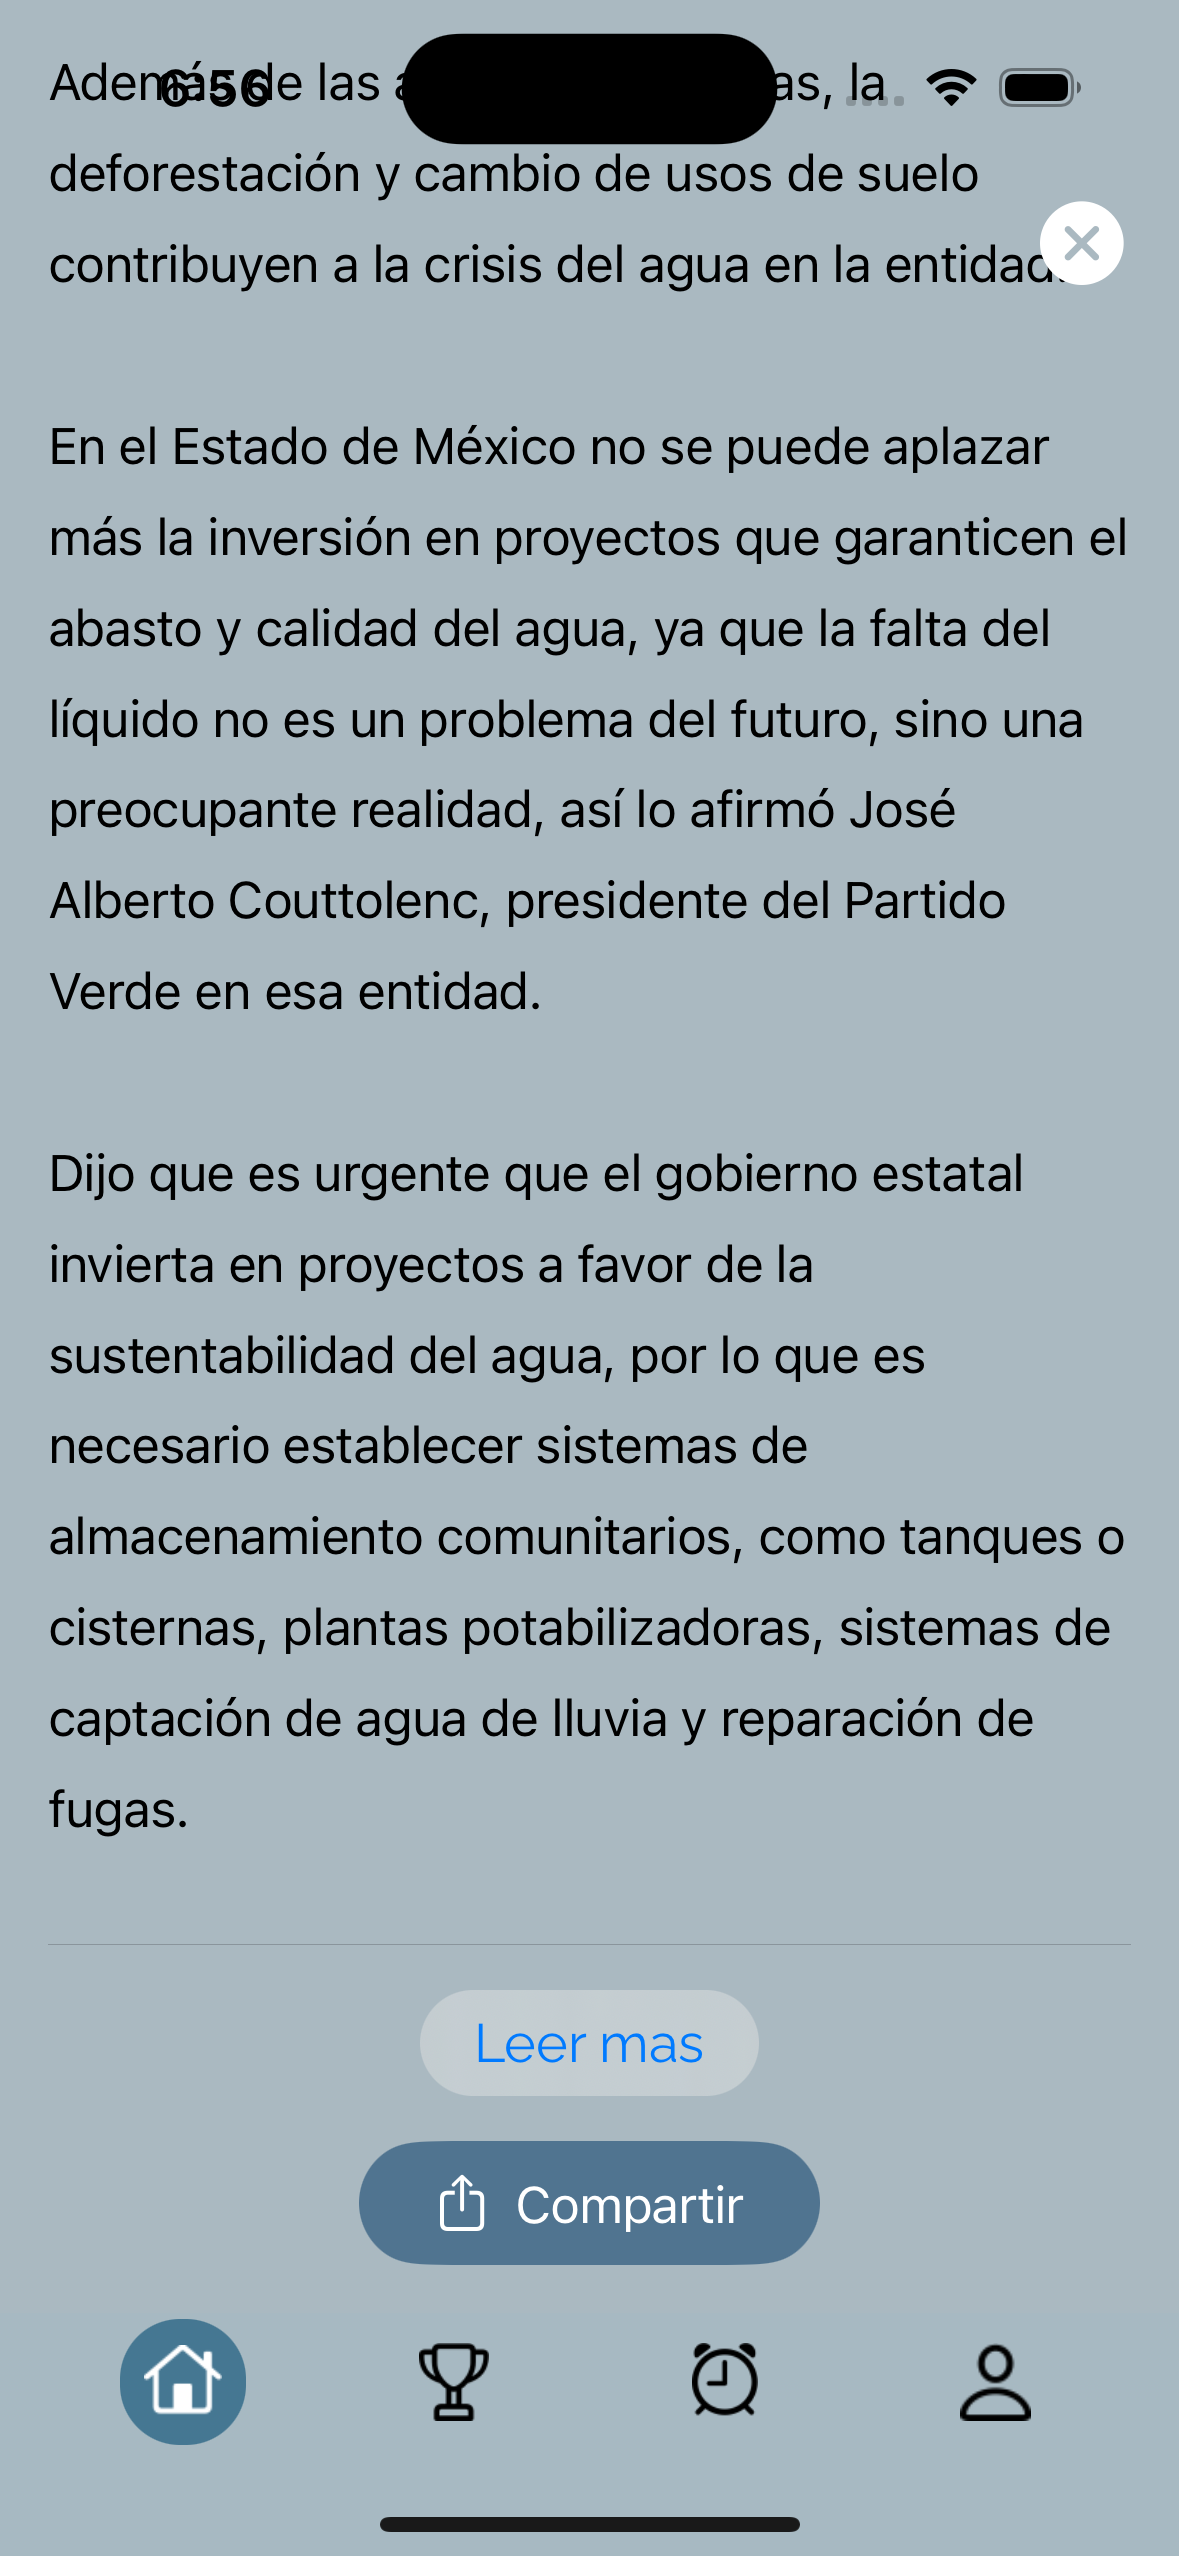 6:56
Además de las as, la
deforestación y cambio de usos de suelo
contribuyen a la crisis del agua en la entidad.
En el Estado de México no se puede aplazar
más la inversión en proyectos que garanticen el
abasto y calidad del agua, ya que la falta del
líquido no es un problema del futuro, sino una
preocupante realidad, así lo afirmó José
Alberto Couttolenc, presidente del Partido
Verde en esa entidad.
Dijo que es urgente que el gobierno estatal
invierta en proyectos a favor de la
sustentabilidad del agua, por lo que es
necesario establecer sistemas de
almacenamiento comunitarios, como tanques o
cisternas, plantas potabilizadoras, sistemas de
captación de agua de lluvia y reparación de
fugas.
Leer mas
Compartir